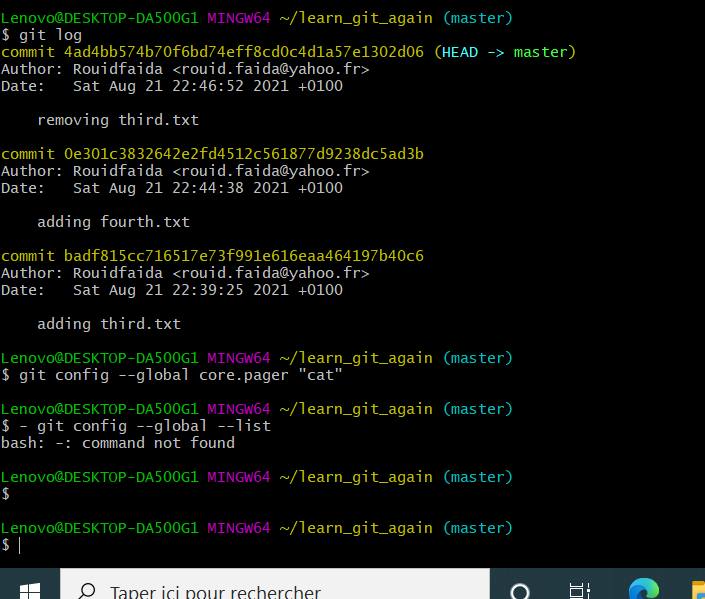 Lenovo@DESKTOP-DA500G1 MINGW64 ~/learn_git_again (master)
$ git log
commit 4ad4bb574b70f6bd74eff8cd0c4d1a57e1302d06 (HEAD -> master)
Author: Rouidfaida <rouid.faida@yahoo.fr>
Date:   Sat Aug 21 22:46:52 2021 +0100
    removing third.txt
commit 0e301c3832642e2fd4512c561877d9238dc5ad3b
Author: Rouidfaida <rouid.faida@yahoo.fr>
Date:   Sat Aug 21 22:44:38 2021 +0100
    adding fourth.txt
commit badf815cc716517e73f991e616eaa464197b40c6
Author: Rouidfaida <rouid.faida@yahoo.fr>
Date:   Sat Aug 21 22:39:25 2021 +0100
    adding third.txt
Lenovo@DESKTOP-DA500G1 MINGW64 ~/learn_git_again (master)
$ git config --global core.pager "cat"
Lenovo@DESKTOP-DA500G1 MINGW64 ~/learn_git_again (master)
$ - git config --global --list
bash: -: command not found
Lenovo@DESKTOP-DA500G1 MINGW64 ~/learn_git_again (master)
$
Lenovo@DESKTOP-DA500G1 MINGW64 ~/learn_git_again (master)
$
Taper ici pour rechercher